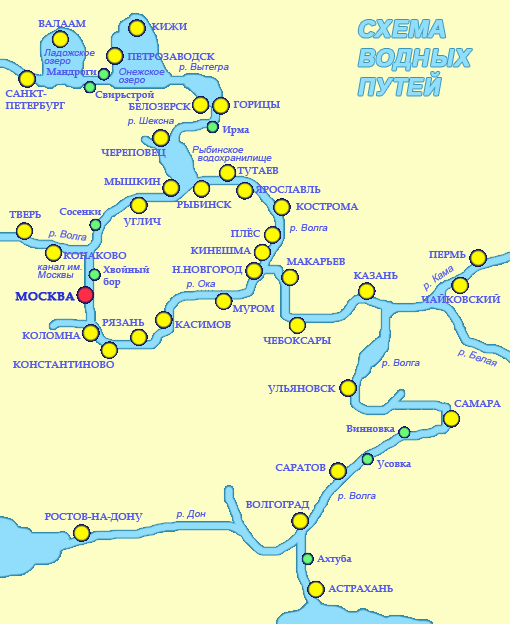 СХЕМА
ВОДНЫХ
ПУТЕЙ
ВАЛААМ
КИЖИ
Ладожское
озеро
ПЕТРОЗАВОДСК
Мандроги
Онежское
озеро
р. Вытегра
САНКТ-
ПЕТЕРБУРГ
Свирьстрой
БЕЛОЗЕРСК
ГОРИЦЫ
р. Шексна
Ирма
ЧЕРЕПОВЕЦ
Рыбинское
водохранилище
ТУТАЕВ
МЫШКИН
ЯРОСЛАВЛЬ
РЫБИНСК
КОСТРОМА
ТВЕРЬ
Сосенки
УГЛИЧ
р. Волга
ПЛЁС
р. Волга
КИНЕШМА
КОНАКОВО
МАКАРЬЕВ
ПЕРМЬ
канал им.
Москвы
Хвойный
бор
Н.НОВГОРОД
КАЗАНЬ
р. Кама
р. Ока
МОСКВА
ЧАЙКОВСКИЙ
МУРОМ
РЯЗАНЬ
КАСИМОВ
КОЛОМНА
ЧЕБОКСАРЫ
р. Белая
КОНСТАНТИНОВО
р. Волга
УЛЬЯНОВСК
САМАРА
Винновка
Усовка
САРАТОВ
р. Волга
ВОЛГОГРАД
РОСТОВ-НА-ДОНУ
р. Дон
Ахтуба
АСТРАХАНЬ